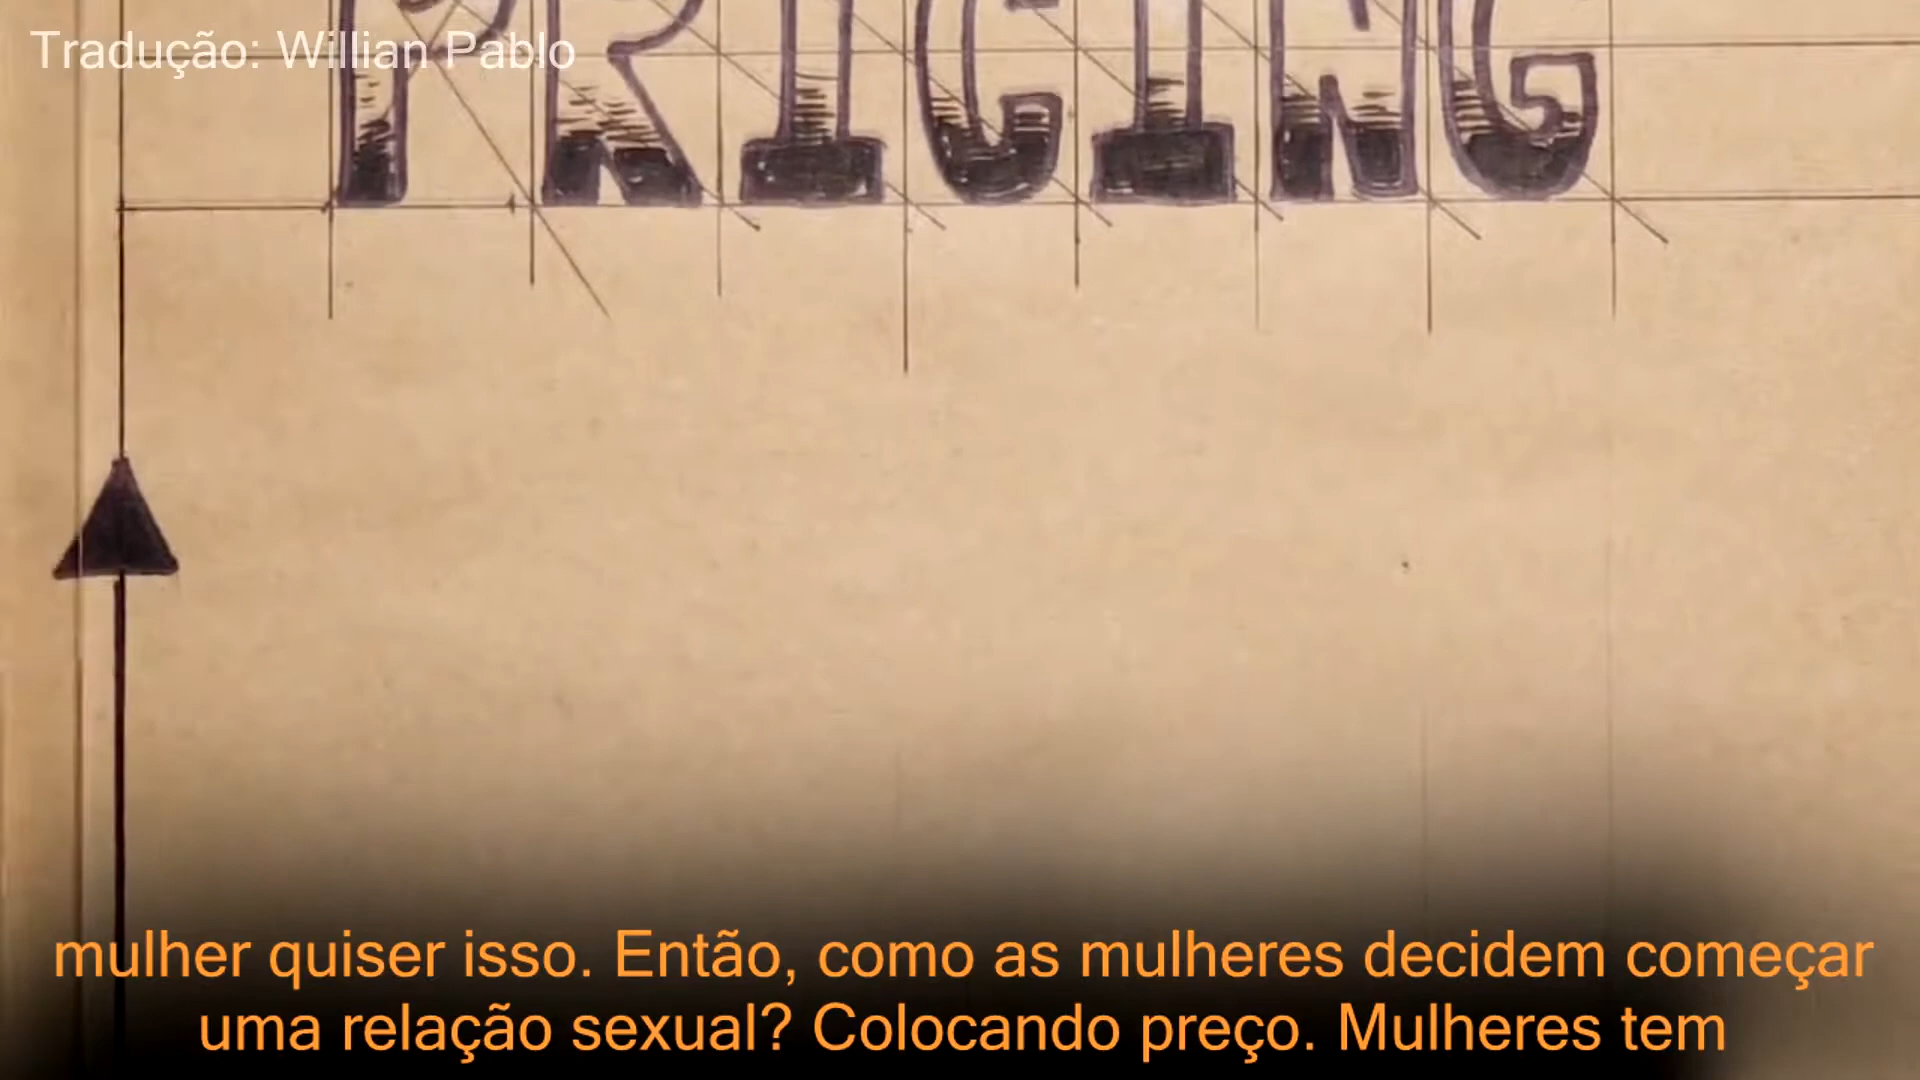 PRICING
Tradução: Willian Pablo
mulher quiser isso. Então, como as mulheres decidem começar
uma relação sexual? Colocando preço. Mulheres tem